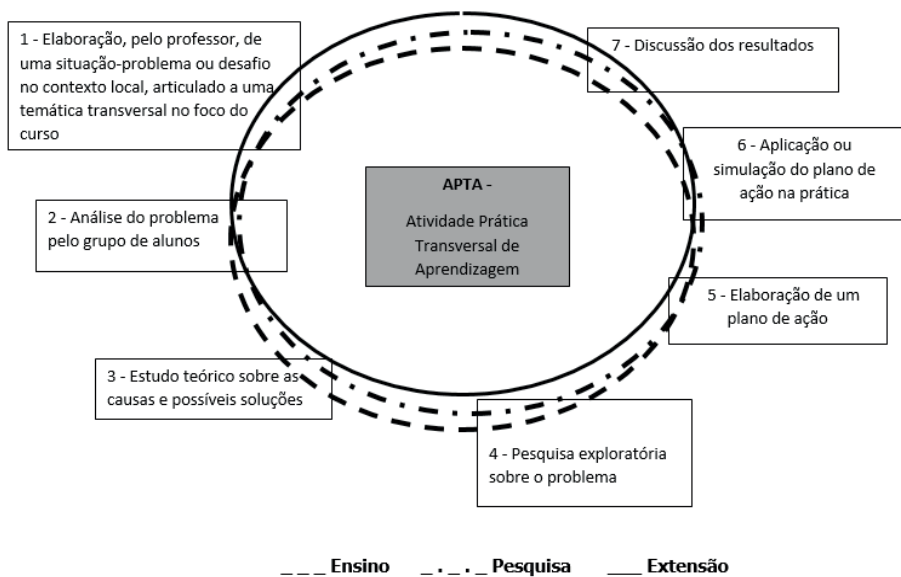 1 - Elaboração, pelo professor, de
uma situação-problema ou desafio
no contexto local, articulado a uma
temática transversal no foco do
curso
2 - Análise do problema
pelo grupo de alunos
3 - Estudo teórico sobre as
causas e possíveis soluções
4 - Pesquisa exploratória
sobre o problema
5 - Elaboração de um
plano de ação
6 - Aplicação ou
simulação do plano de
ação na prática
7 - Discussão dos resultados
APTA -
Atividade Prática
Transversal de
Aprendizagem
_ _ _ Ensino _ . _ . _ Pesquisa ___ Extensão